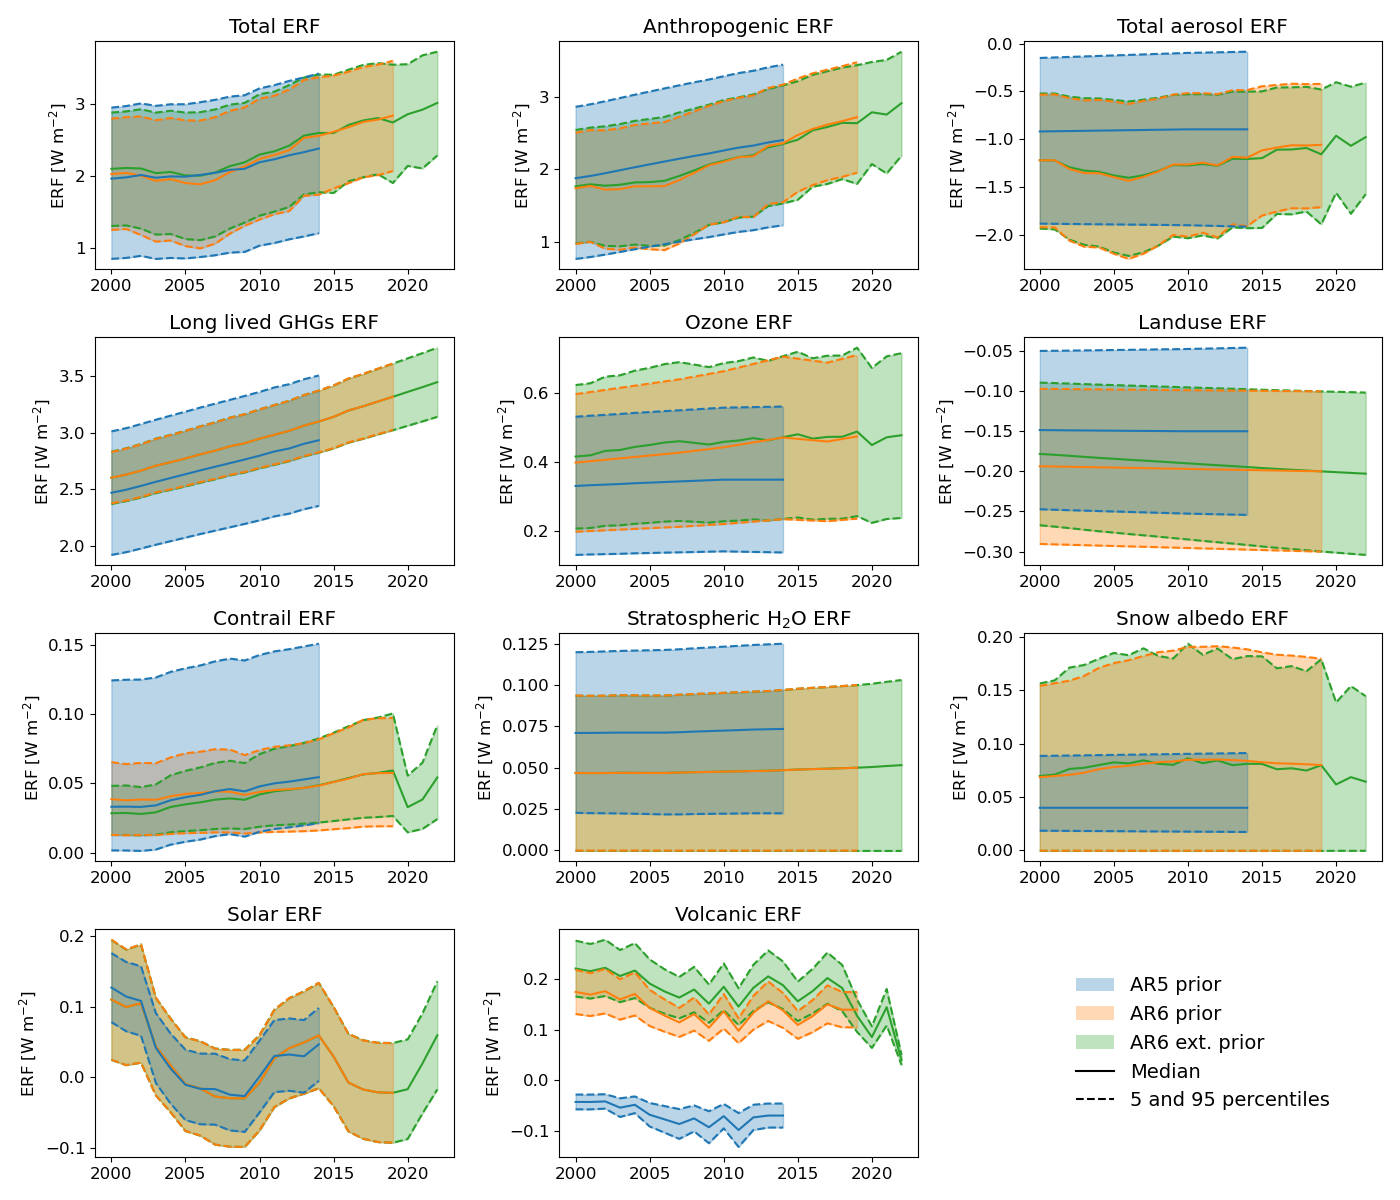 Total ERF
ERF [W m⁻²]
3
2
1
2000 2005 2010 2015 2020
Anthropogenic ERF
ERF [W m⁻²]
3
2
1
2000 2005 2010 2015 2020
Total aerosol ERF
ERF [W m⁻²]
0.0
−0.5
−1.0
−1.5
−2.0
2000 2005 2010 2015 2020
Long lived GHGs ERF
ERF [W m⁻²]
3.5
3.0
2.5
2.0
2000 2005 2010 2015 2020
Ozone ERF
ERF [W m⁻²]
0.6
0.4
0.2
2000 2005 2010 2015 2020
Landuse ERF
ERF [W m⁻²]
−0.05
−0.10
−0.15
−0.20
−0.25
−0.30
2000 2005 2010 2015 2020
Contrail ERF
ERF [W m⁻²]
0.15
0.10
0.05
0.00
2000 2005 2010 2015 2020
Stratospheric H₂O ERF
ERF [W m⁻²]
0.125
0.100
0.075
0.050
0.025
0.000
2000 2005 2010 2015 2020
Snow albedo ERF
ERF [W m⁻²]
0.20
0.15
0.10
0.05
0.00
2000 2005 2010 2015 2020
Solar ERF
ERF [W m⁻²]
0.2
0.1
0.0
−0.1
2000 2005 2010 2015 2020
Volcanic ERF
ERF [W m⁻²]
0.2
0.1
0.0
−0.1
2000 2005 2010 2015 2020
AR5 prior
AR6 prior
AR6 ext. prior
Median
5 and 95 percentiles